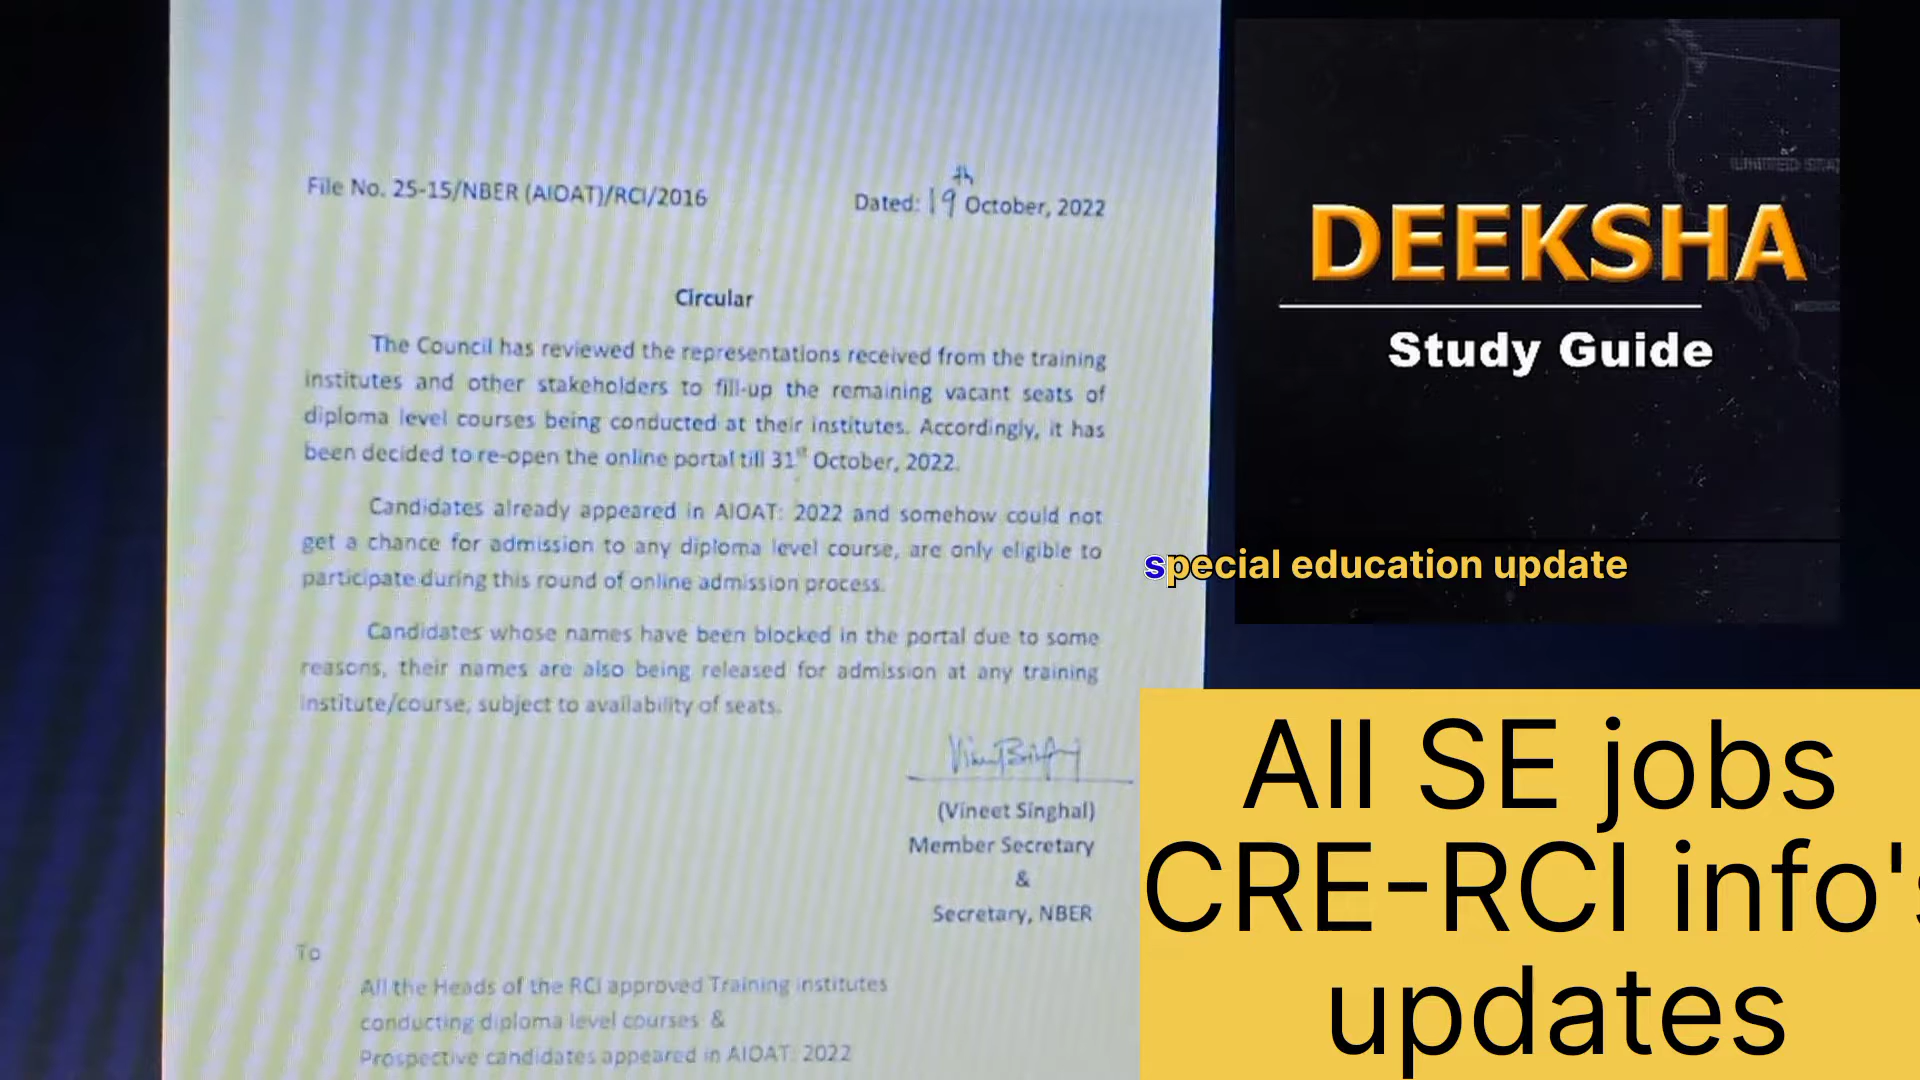 File No. 25-15/NBER (AIOAT)/RCI/2016
Dated: 19th October, 2022
Circular
The Council has reviewed the representations received from the training
institutes and other stakeholders to fill-up the remaining vacant seats of
diploma level courses being conducted at their institutes. Accordingly, it has
been decided to re-open the online portal till 31st October, 2022.
Candidates already appeared in AIOAT: 2022 and somehow could not
get a chance for admission to any diploma level course, are only eligible to
participate during this round of online admission process.
Candidates whose names have been blocked in the portal due to some
reasons, their names are also being released for admission at any training
institute/course, subject to availability of seats.
(Vineet Singhal)
Member Secretary
&
Secretary, NBER
To
All the Heads of the RCI approved Training institutes
conducting diploma level courses &
Prospective candidates appeared in AIOAT: 2022
UNITED STA
DEEKSHA
Study Guide
special education update
All SE jobs
CRE-RCI info's
updates